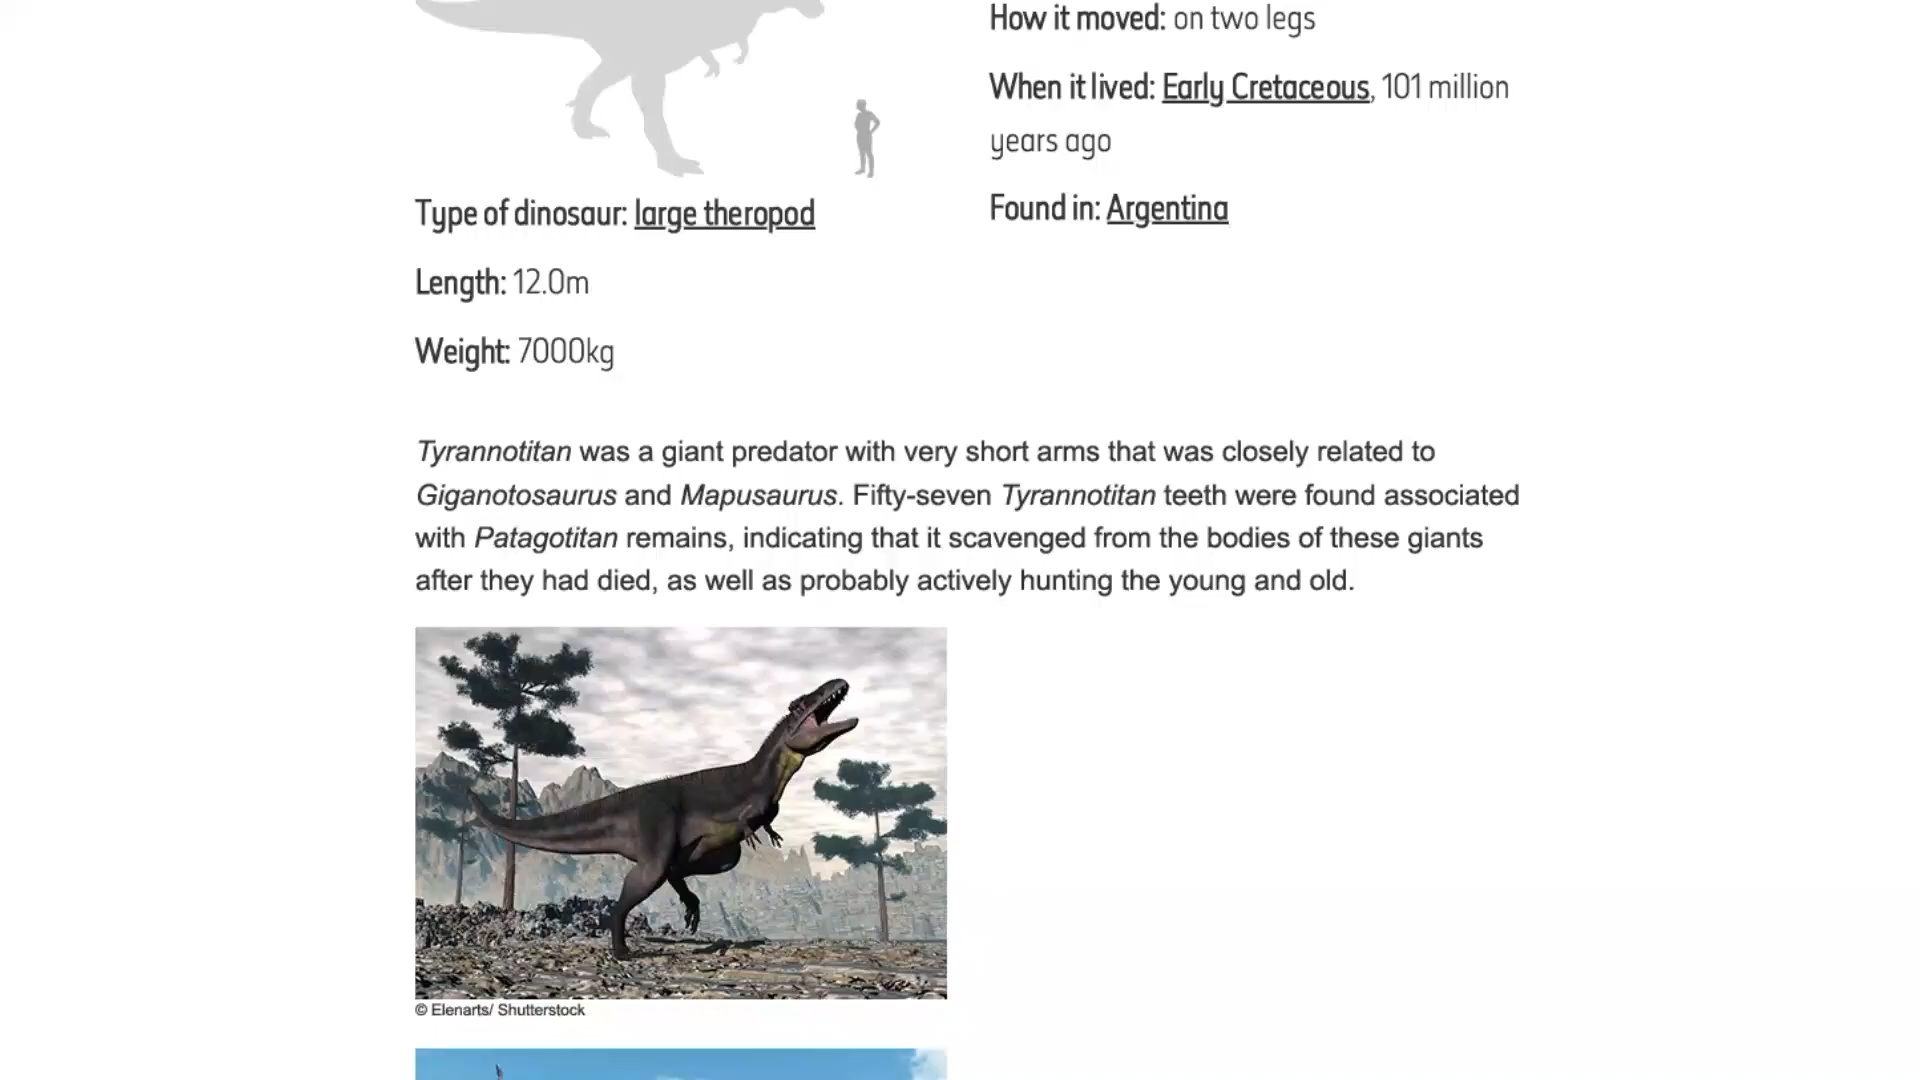 How it moved: on two legs
When it lived: Early Cretaceous, 101 million
years ago
Found in: Argentina
Type of dinosaur: large theropod
Length: 12.0m
Weight: 7000kg
Tyrannotitan was a giant predator with very short arms that was closely related to
Giganotosaurus and Mapusaurus. Fifty-seven Tyrannotitan teeth were found associated
with Patagotitan remains, indicating that it scavenged from the bodies of these giants
after they had died, as well as probably actively hunting the young and old.
© Elenarts/ Shutterstock